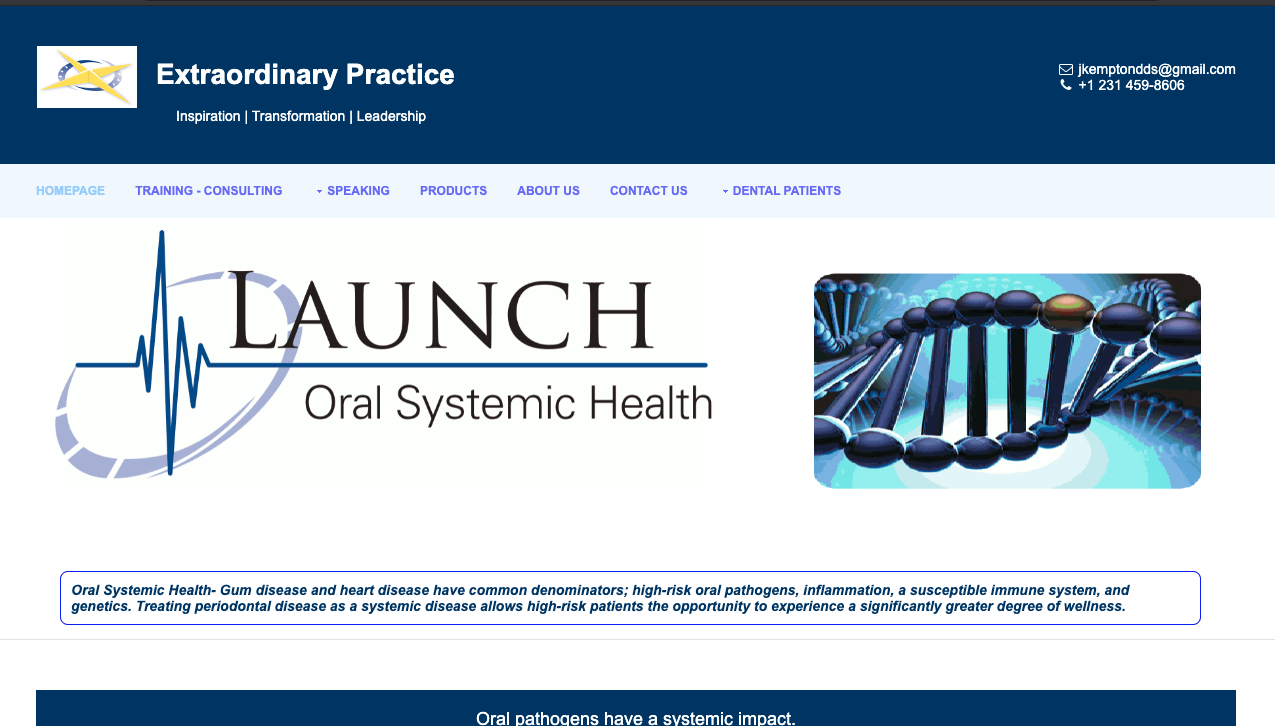 Extraordinary Practice
Inspiration | Transformation | Leadership
jkemptondds@gmail.com
+1 231 459-8606
HOMEPAGE TRAINING - CONSULTING SPEAKING PRODUCTS ABOUT US CONTACT US DENTAL PATIENTS
LAUNCH
Oral Systemic Health
Oral Systemic Health- Gum disease and heart disease have common denominators; high-risk oral pathogens, inflammation, a susceptible immune system, and
genetics. Treating periodontal disease as a systemic disease allows high-risk patients the opportunity to experience a significantly greater degree of wellness.
Oral pathogens have a systemic impact.